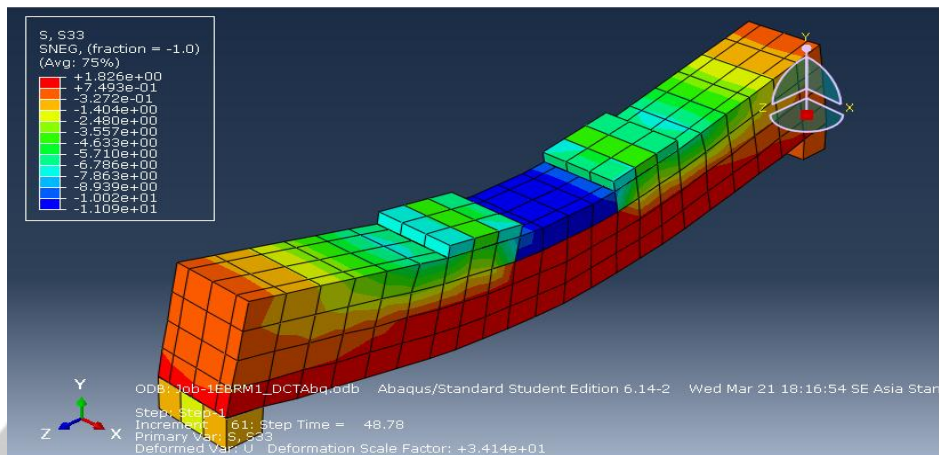 S, S33
SNEG, (fraction = -1.0)
(Avg: 75%)
+1.826e+00
+7.493e-01
-3.272e-01
-1.404e+00
-2.480e+00
-3.557e+00
-4.633e+00
-5.710e+00
-6.786e+00
-7.863e+00
-8.939e+00
-1.002e+01
-1.109e+01
Y
Z
X
ODB: Job-1EBRM1_DCTAbq.odb Abaqus/Standard Student Edition 6.14-2 Wed Mar 21 18:16:54 SE Asia Stan
Y
Z
X
Step: Step-1
Increment 61: Step Time = 48.78
Primary Var: S, S33
Deformed Var: U Deformation Scale Factor: +3.414e+01